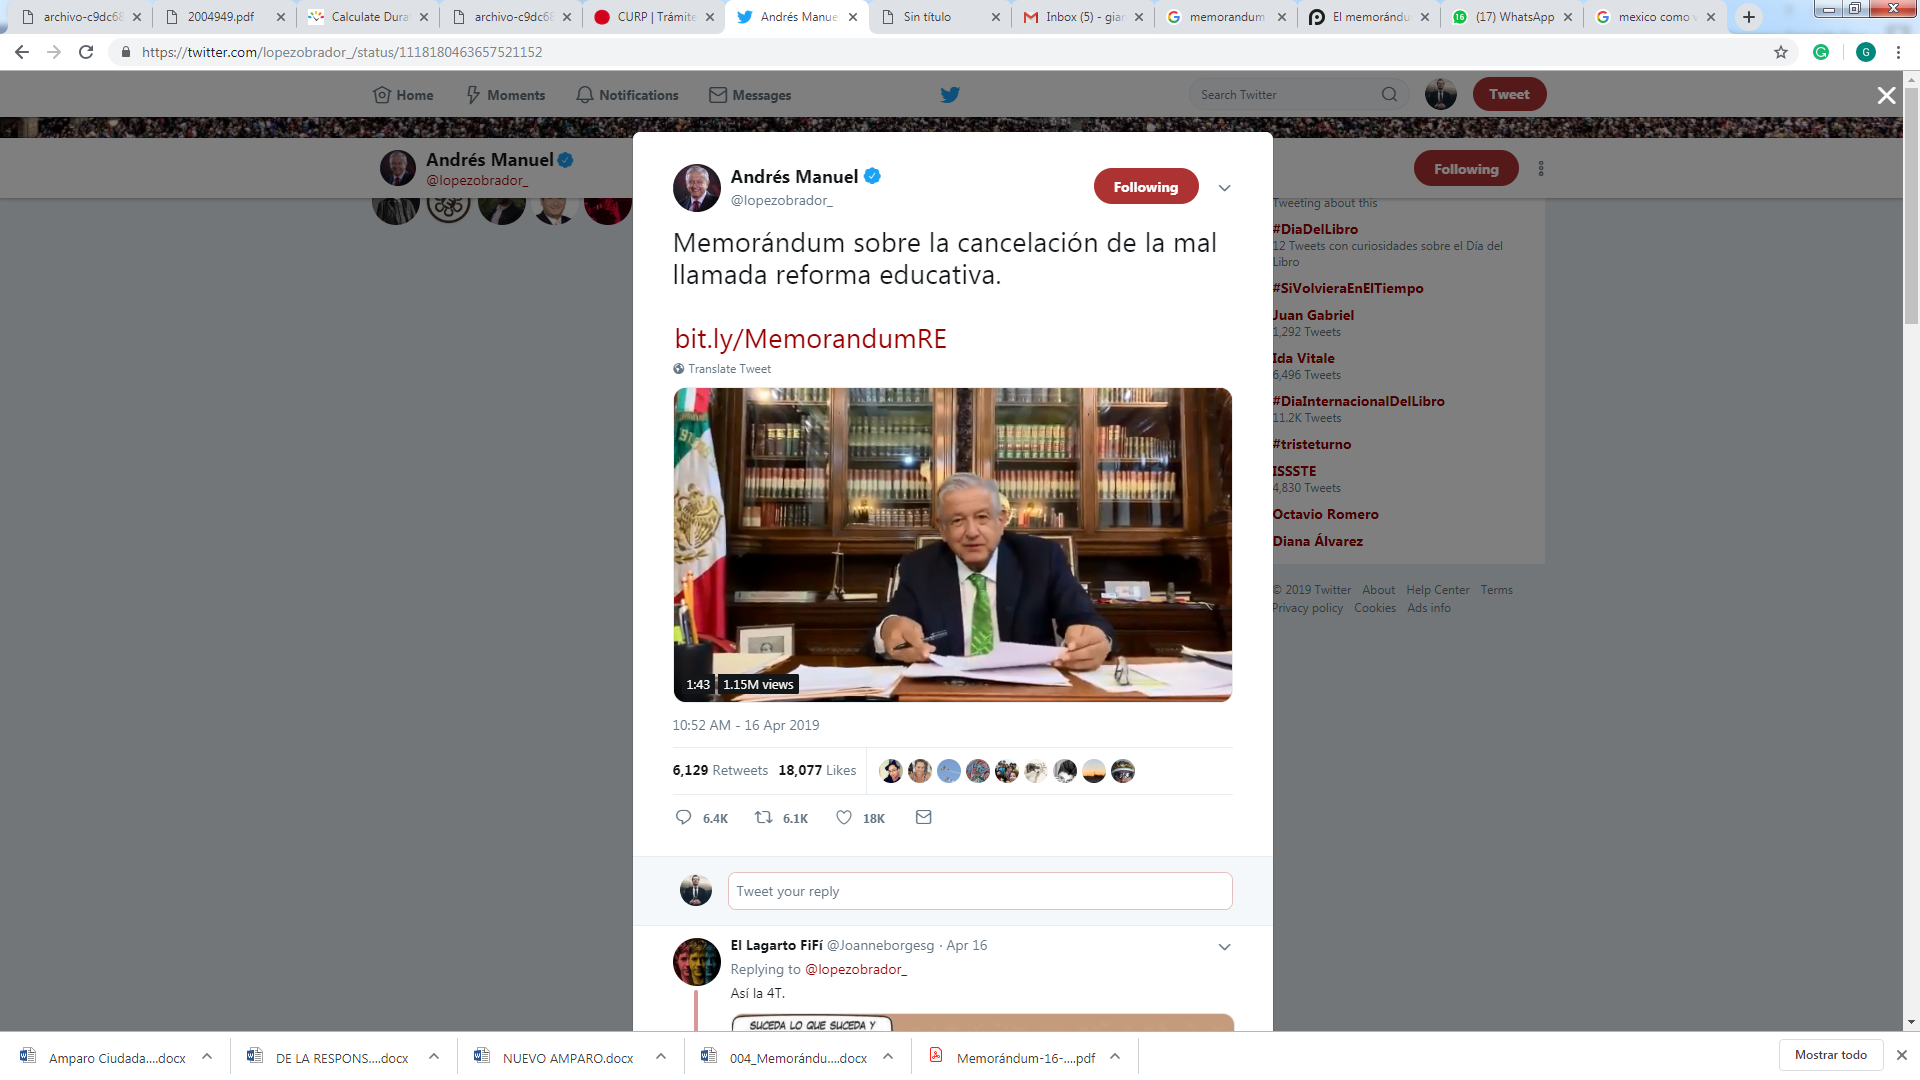 archivo-c9dc68
2004949.pdf
Calculate Dura
archivo-c9dc68
CURP | Trámite
Andrés Manue
Sin título
Inbox (5) - gian
memorandum
El memorándu
(17) WhatsApp
mexico como v
https://twitter.com/lopezobrador_/status/1118180463657521152
G
Home
Moments
Notifications
Messages
Search Twitter
Tweet
Andrés Manuel
@lopezobrador_
Following
Andrés Manuel
@lopezobrador_
Following
Memorándum sobre la cancelación de la mal
llamada reforma educativa.
bit.ly/MemorandumRE
Translate Tweet
1:43
1.15M views
10:52 AM - 16 Apr 2019
6,129 Retweets 18,077 Likes
6.4K
6.1K
18K
Tweet your reply
El Lagarto FiFí @Joanneborgesg · Apr 16
Replying to @lopezobrador_
Así la 4T.
SUCEDA LO QUE SUCEDA Y
Tweeting about this
#DiaDelLibro
12 Tweets con curiosidades sobre el Día del
Libro
#SiVolvieraEnElTiempo
Juan Gabriel
1,292 Tweets
Ida Vitale
6,496 Tweets
#DiaInternacionalDelLibro
11.2K Tweets
#tristeturno
ISSSTE
4,830 Tweets
Octavio Romero
Diana Álvarez
© 2019 Twitter About Help Center Terms
Privacy policy Cookies Ads info
Amparo Ciudada....docx
DE LA RESPONS....docx
NUEVO AMPARO.docx
004_Memorándu....docx
Memorándum-16-....pdf
Mostrar todo